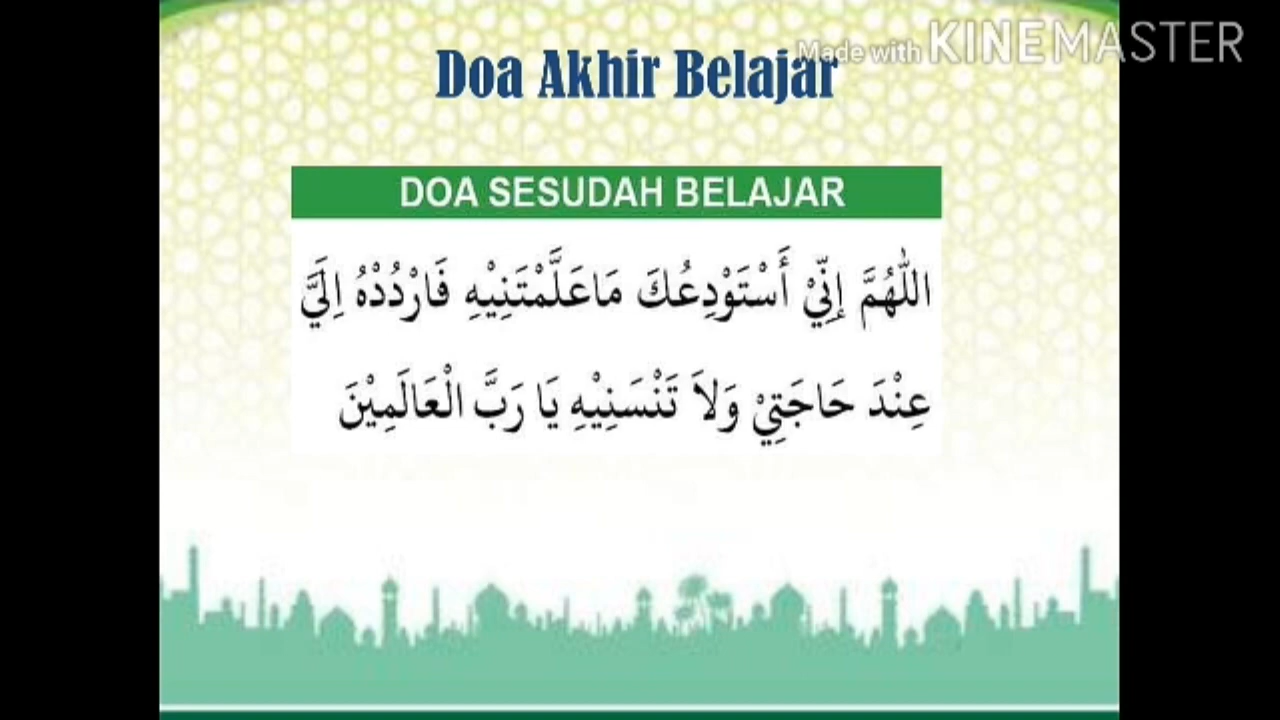 Made with KINEMASTER
Doa Akhir Belajar
DOA SESUDAH BELAJAR
اللّٰهُمَّ إِنِّيْ أَسْتَوْدِعُكَ مَاعَلَّمْتَنِيْهِ فَارْدُدْهُ اِلَيَّ
عِنْدَ حَاجَتِيْ وَلاَ تَنْسَنِيْهِ يَا رَبَّ الْعَالَمِيْنَ